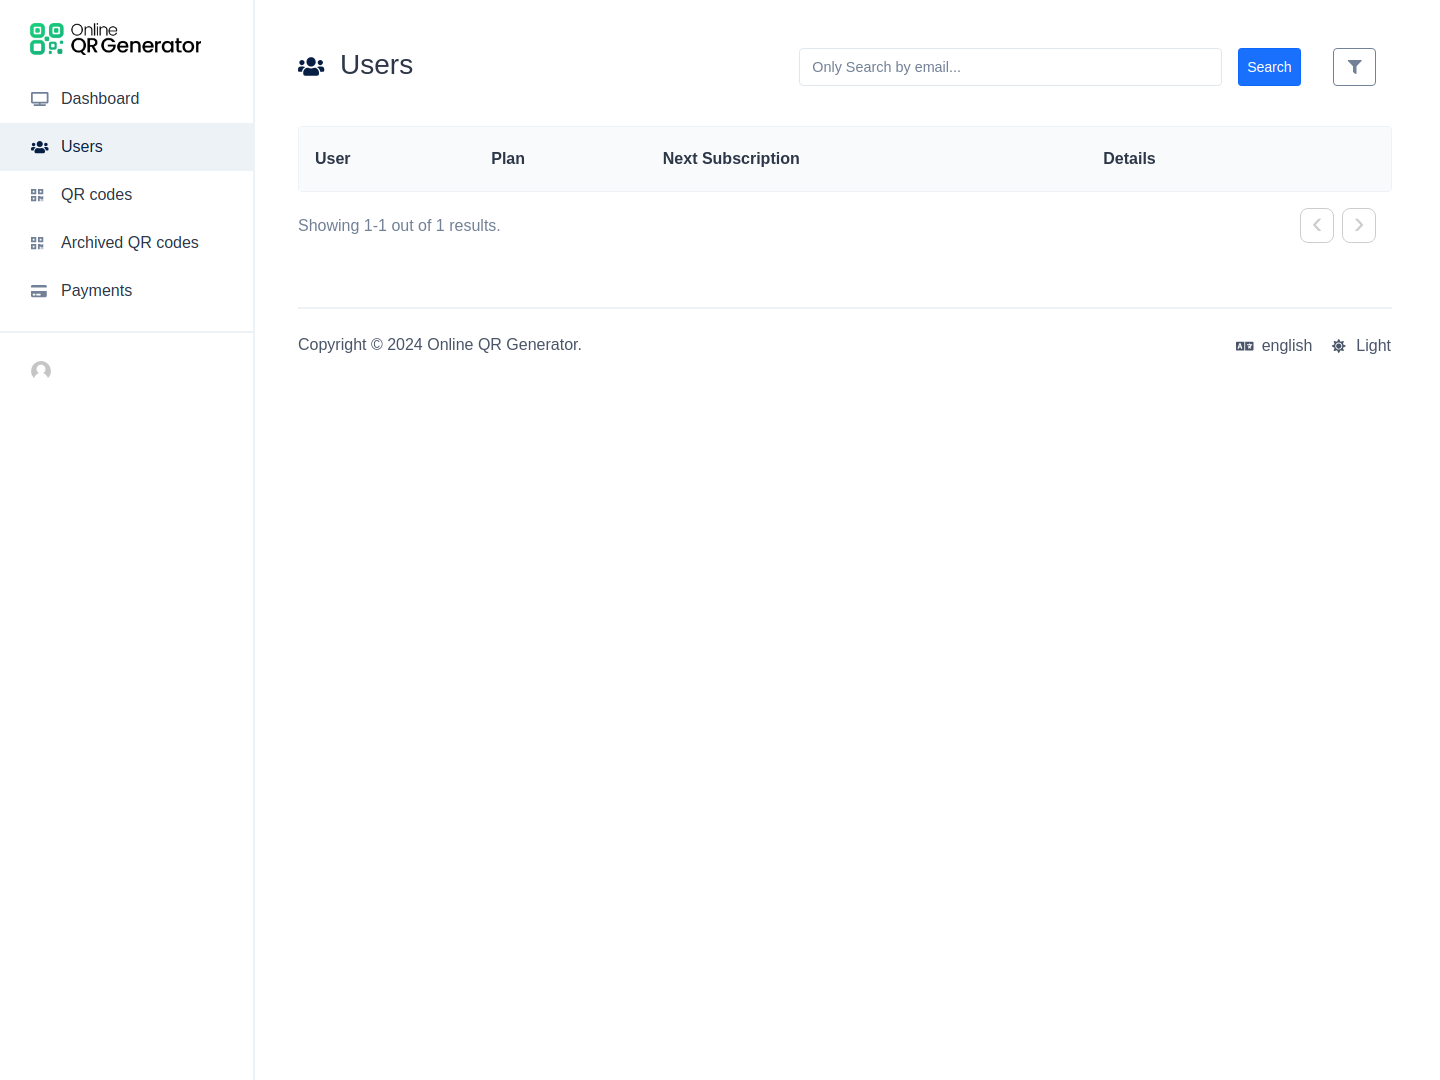 Online
QR Generator
Dashboard
Users
QR codes
Archived QR codes
Payments
Users
Only Search by email...
Search
User Plan Next Subscription Details
Showing 1-1 out of 1 results.
Copyright © 2024 Online QR Generator.
english Light